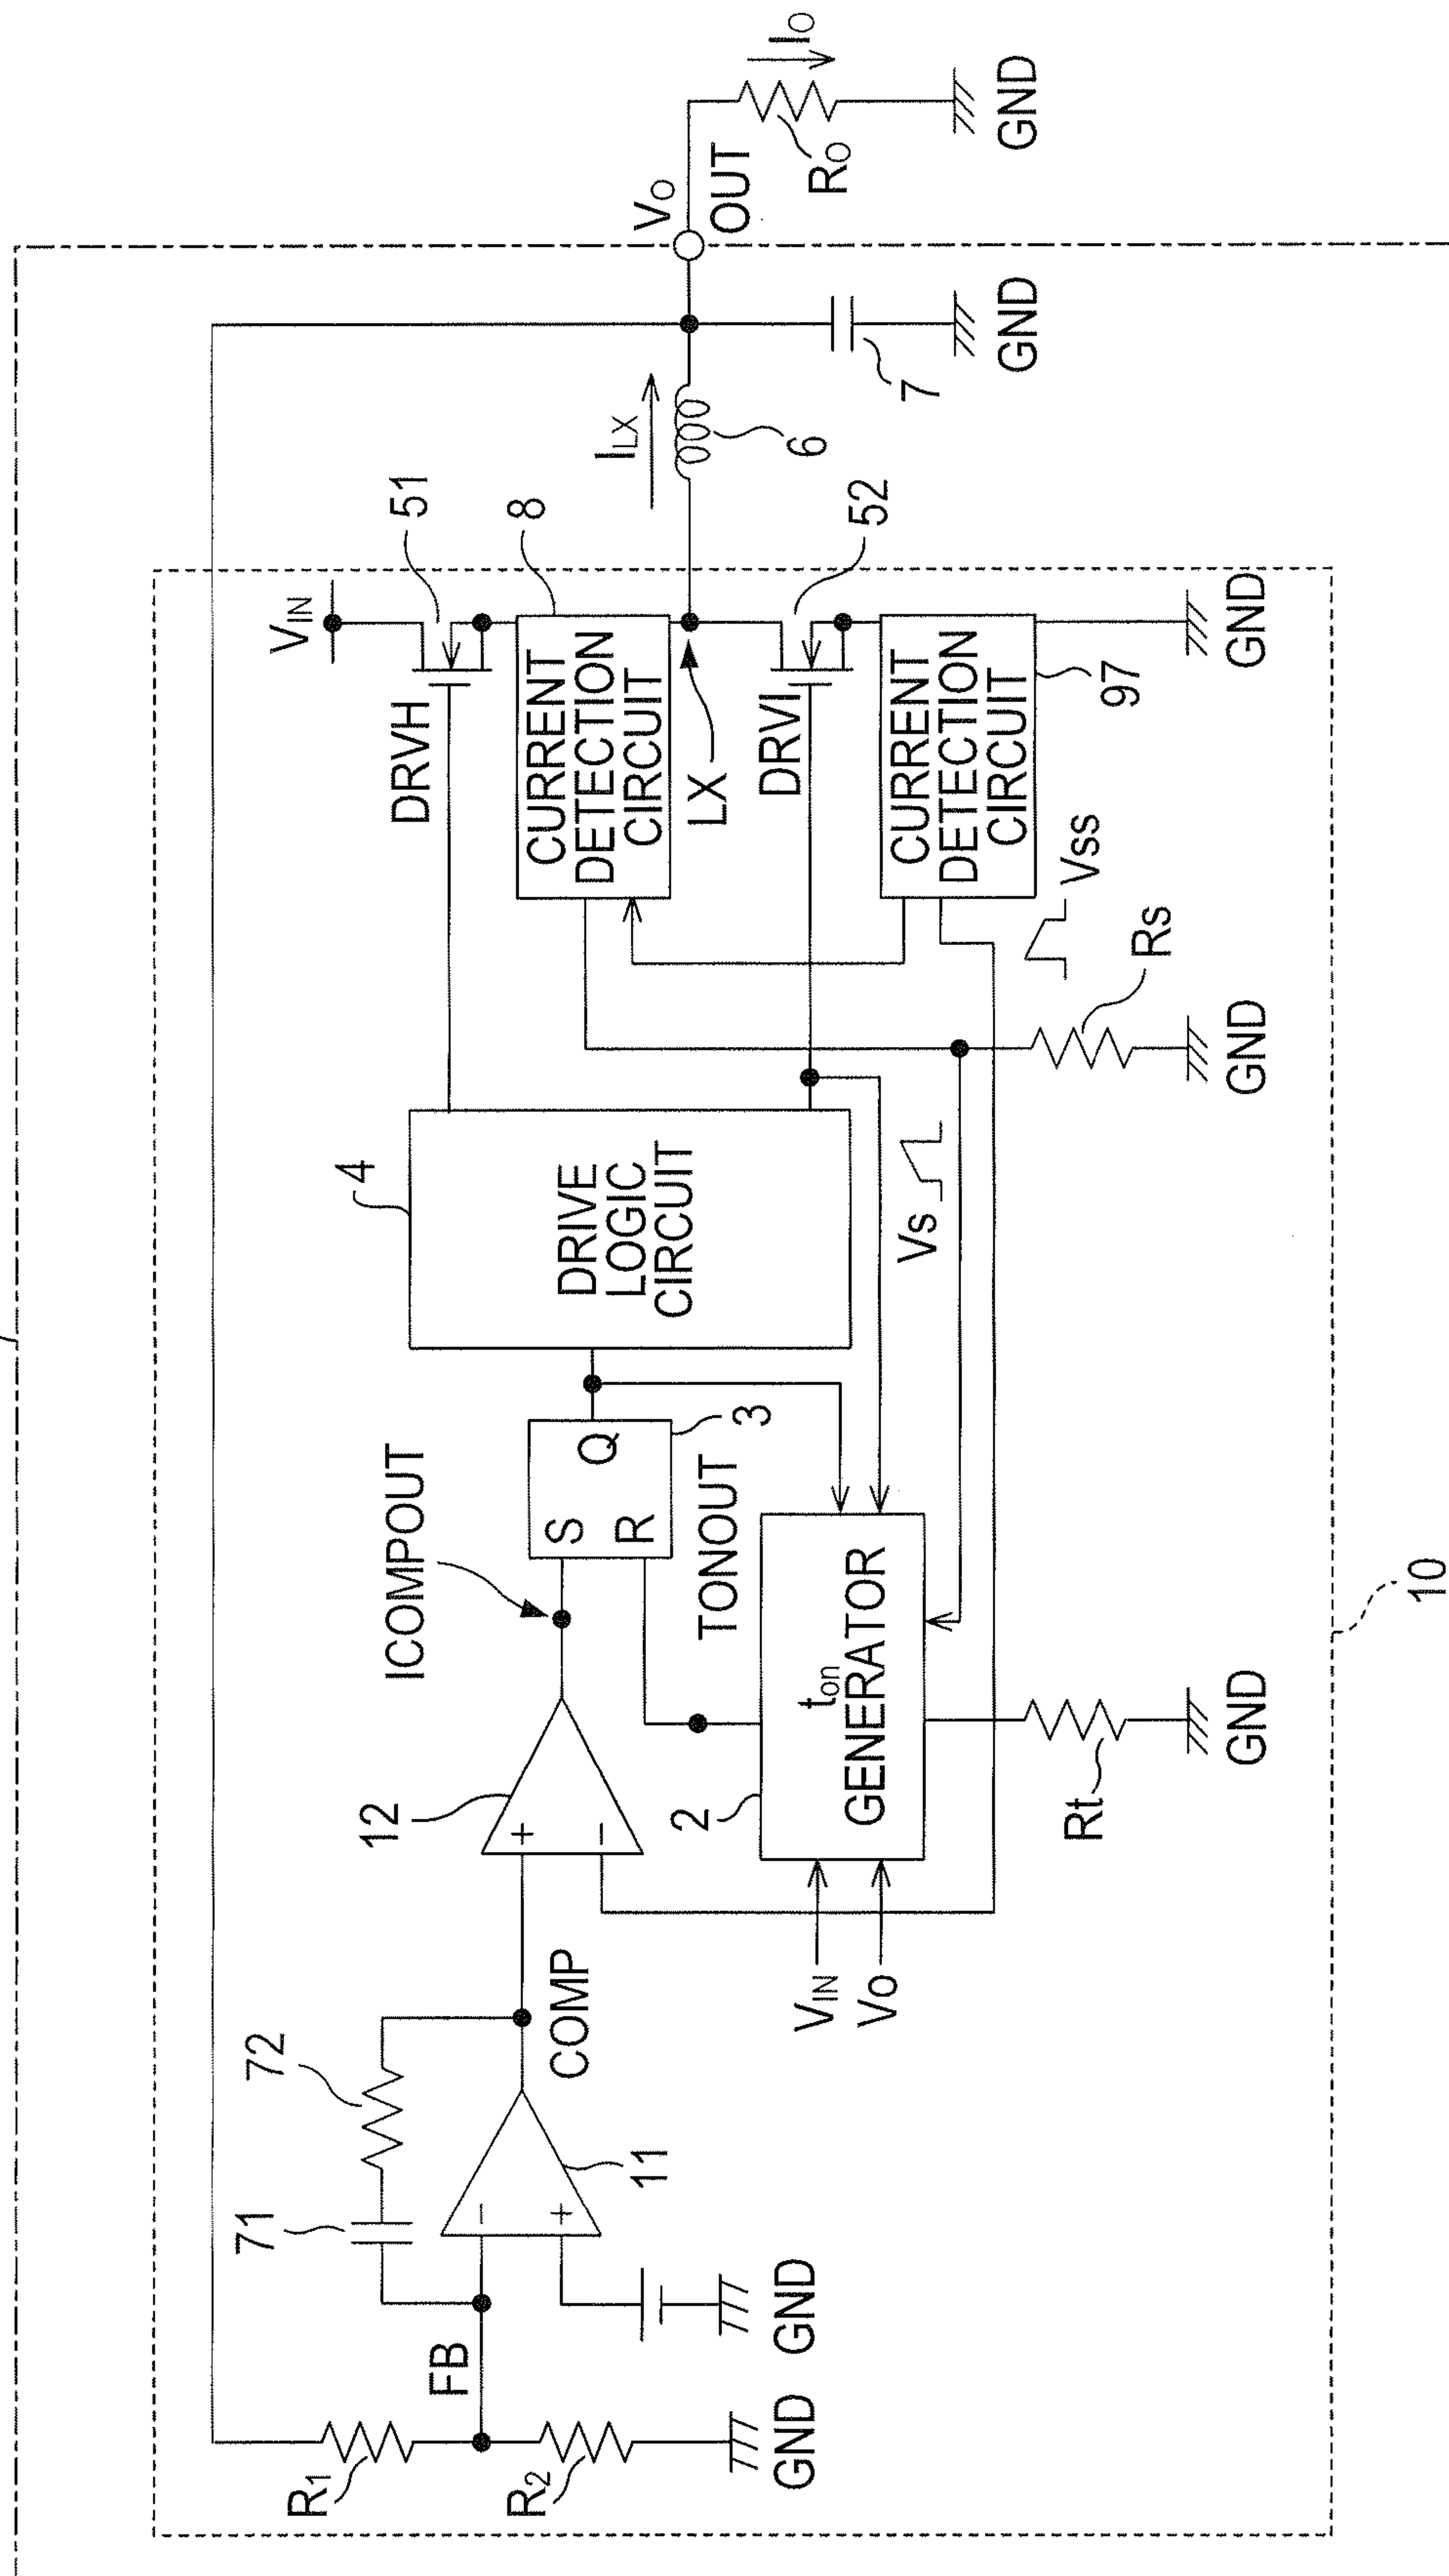 R1
R2
GND
FB
GND
71
72
11
COMP
VIN
Vo
12
ICOMPOUT
2
ton
GENERATOR
TONOUT
Rt
GND
S
R
Q
3
4
DRIVE
LOGIC
CIRCUIT
Vs
Rs
GND
Vss
DRVH
DRVI
VIN
51
8
CURRENT
DETECTION
CIRCUIT
LX
52
CURRENT
DETECTION
CIRCUIT
97
GND
ILX
6
7
GND
VO
OUT
RO
IO
GND
10